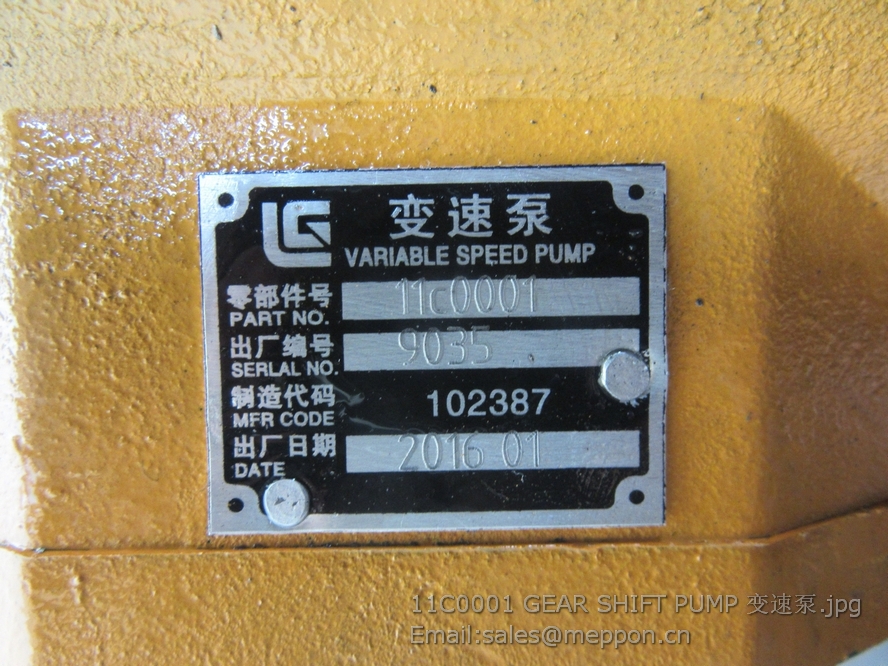 LG 变速泵
VARIABLE SPEED PUMP
零部件号 11c0001
PART NO.
出厂编号 9035
SERLAL NO.
制造代码 102387
MFR CODE
出厂日期 2016 01
DATE
11C0001 GEAR SHIFT PUMP 变速泵.jpg
Email:sales@meppon.cn